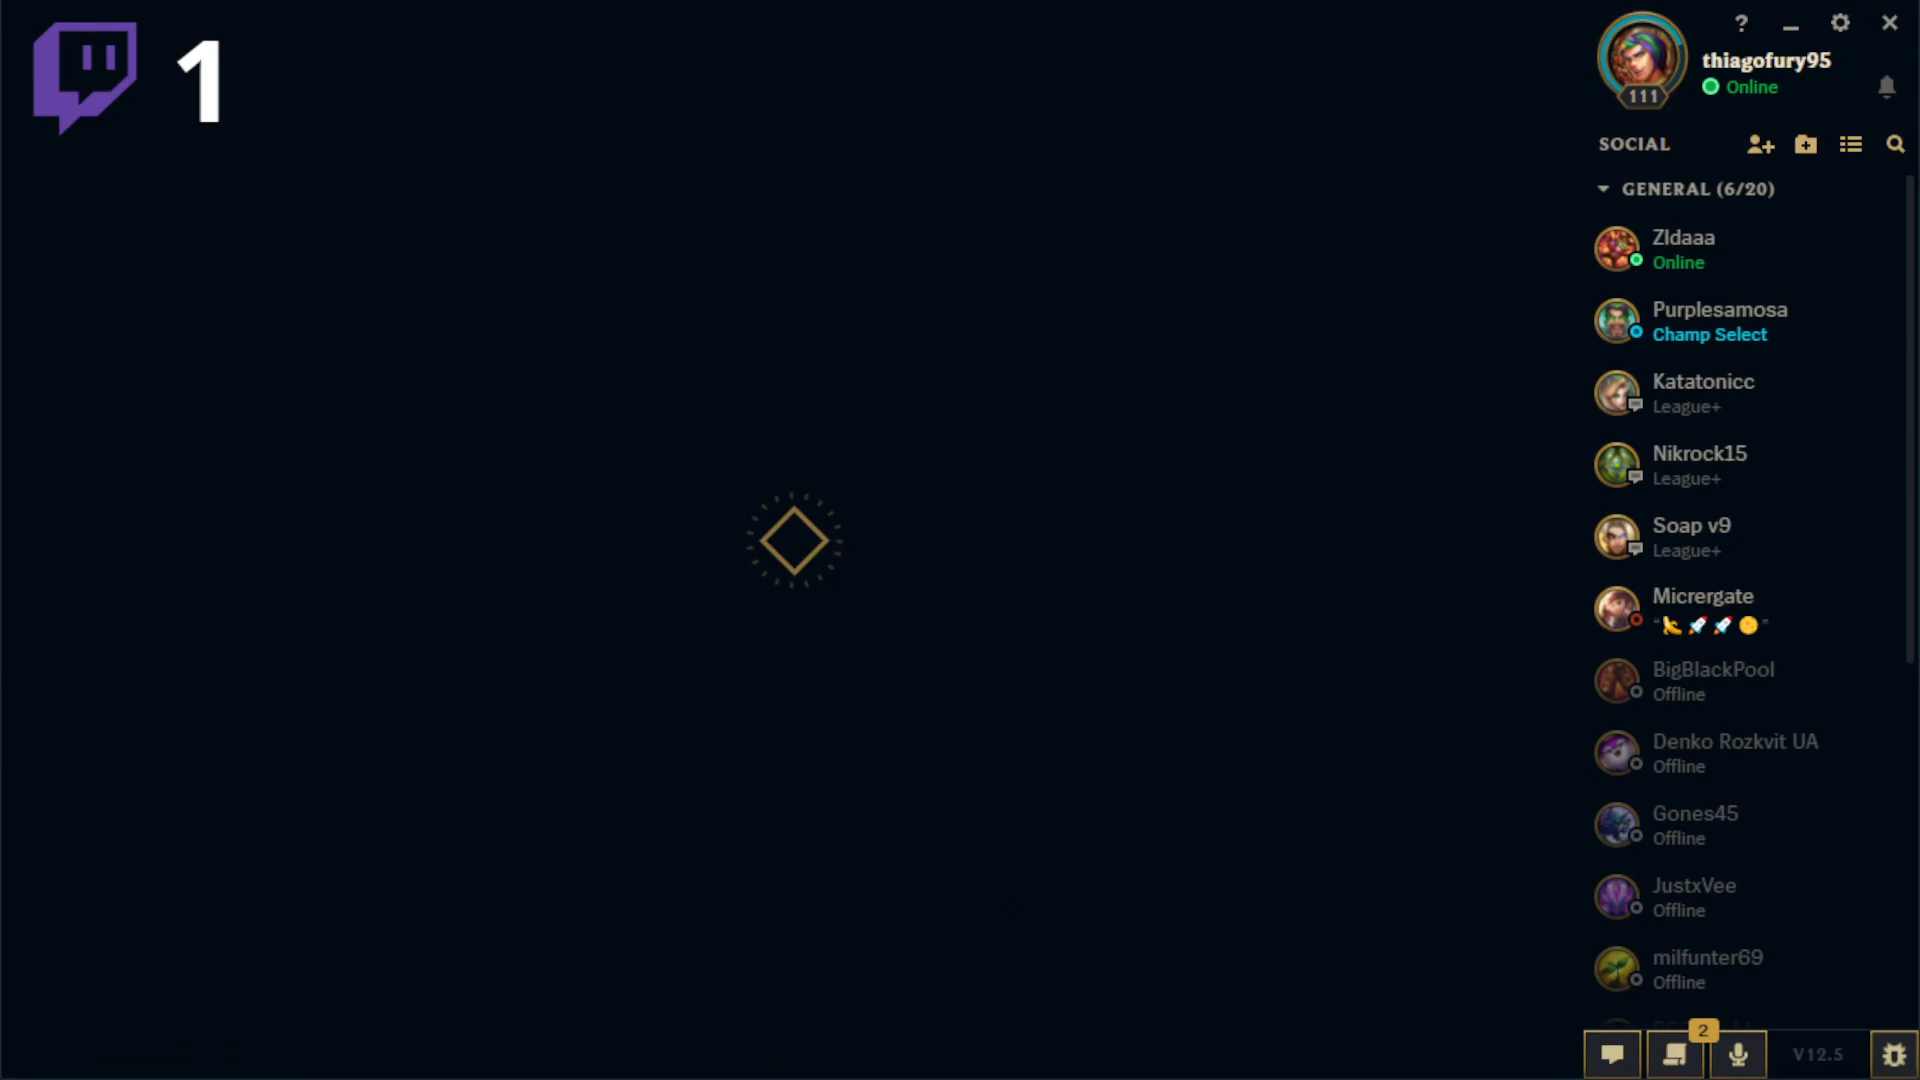 1
?
thiagofury95
111
Online
SOCIAL
GENERAL (6/20)
Zldaaa
Online
Purplesamosa
Champ Select
Katatonicc
League+
Nikrock15
League+
Soap v9
League+
Micrergate
"🍌🚀🚀🌕"
BigBlackPool
Offline
Denko Rozkvit UA
Offline
Gones45
Offline
JustxVee
Offline
milfunter69
Offline
2
V12.5